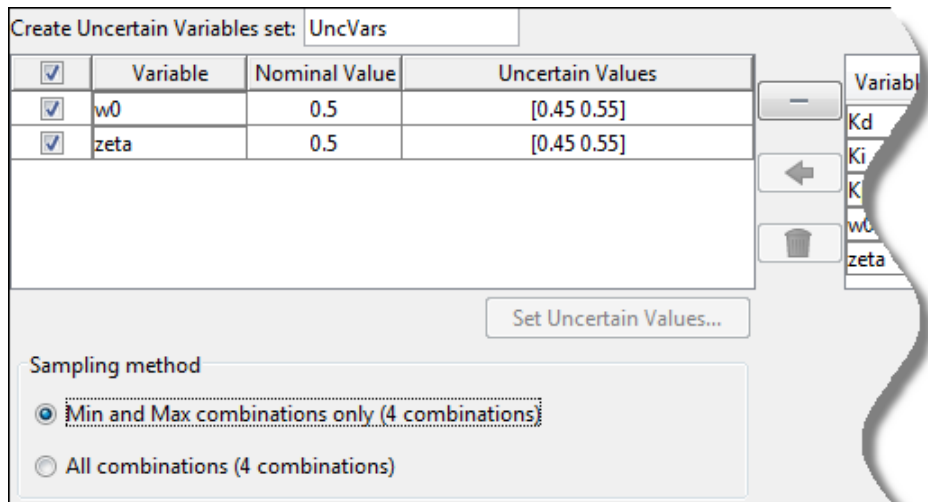 Create Uncertain Variables set: UncVars
Variable Nominal Value Uncertain Values
w0 0.5 [0.45 0.55]
zeta 0.5 [0.45 0.55]
Kd
Ki
w0
zeta
Set Uncertain Values...
Sampling method
Min and Max combinations only (4 combinations)
All combinations (4 combinations)